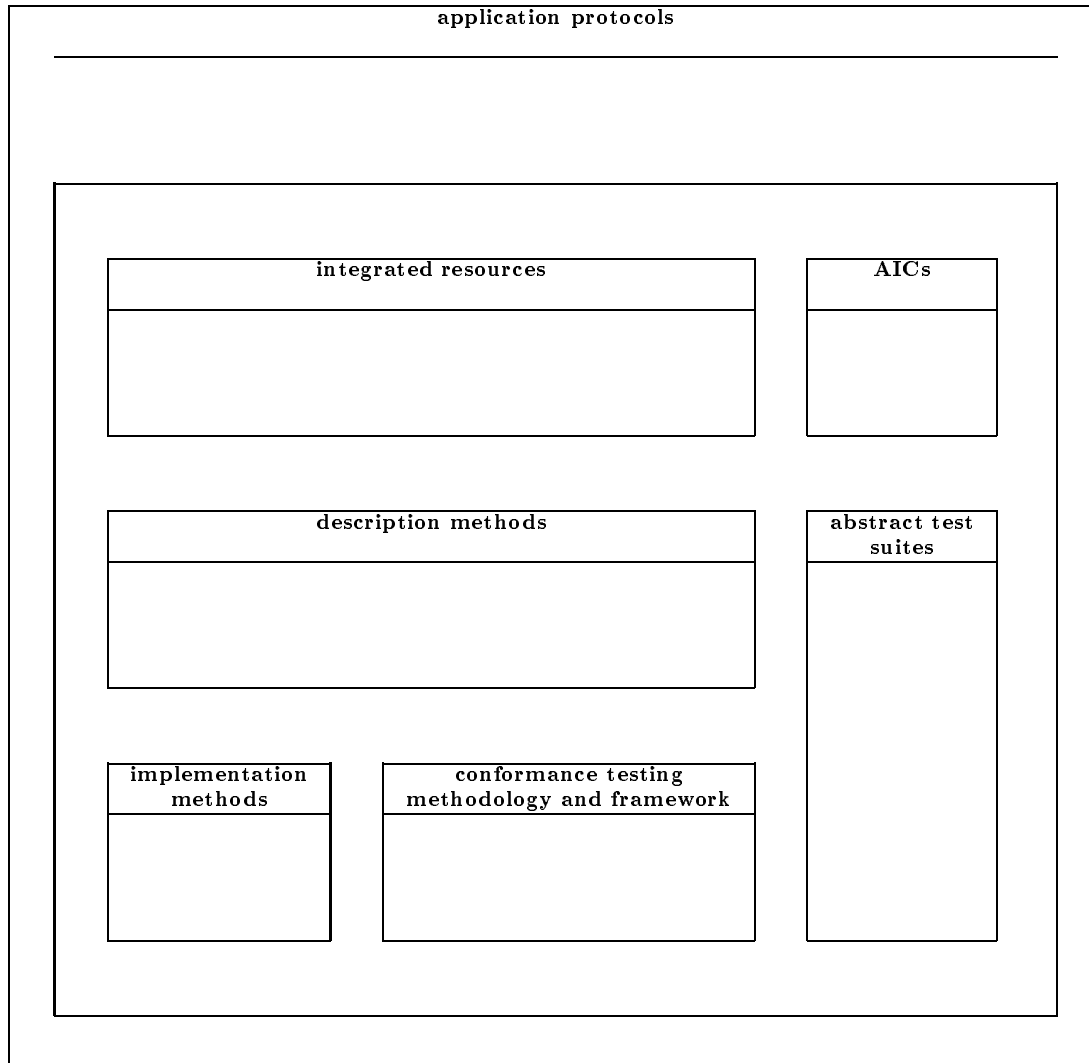 application protocols
integrated resources
AICs
description methods
abstract test
suites
implementation
methods
conformance testing
methodology and framework